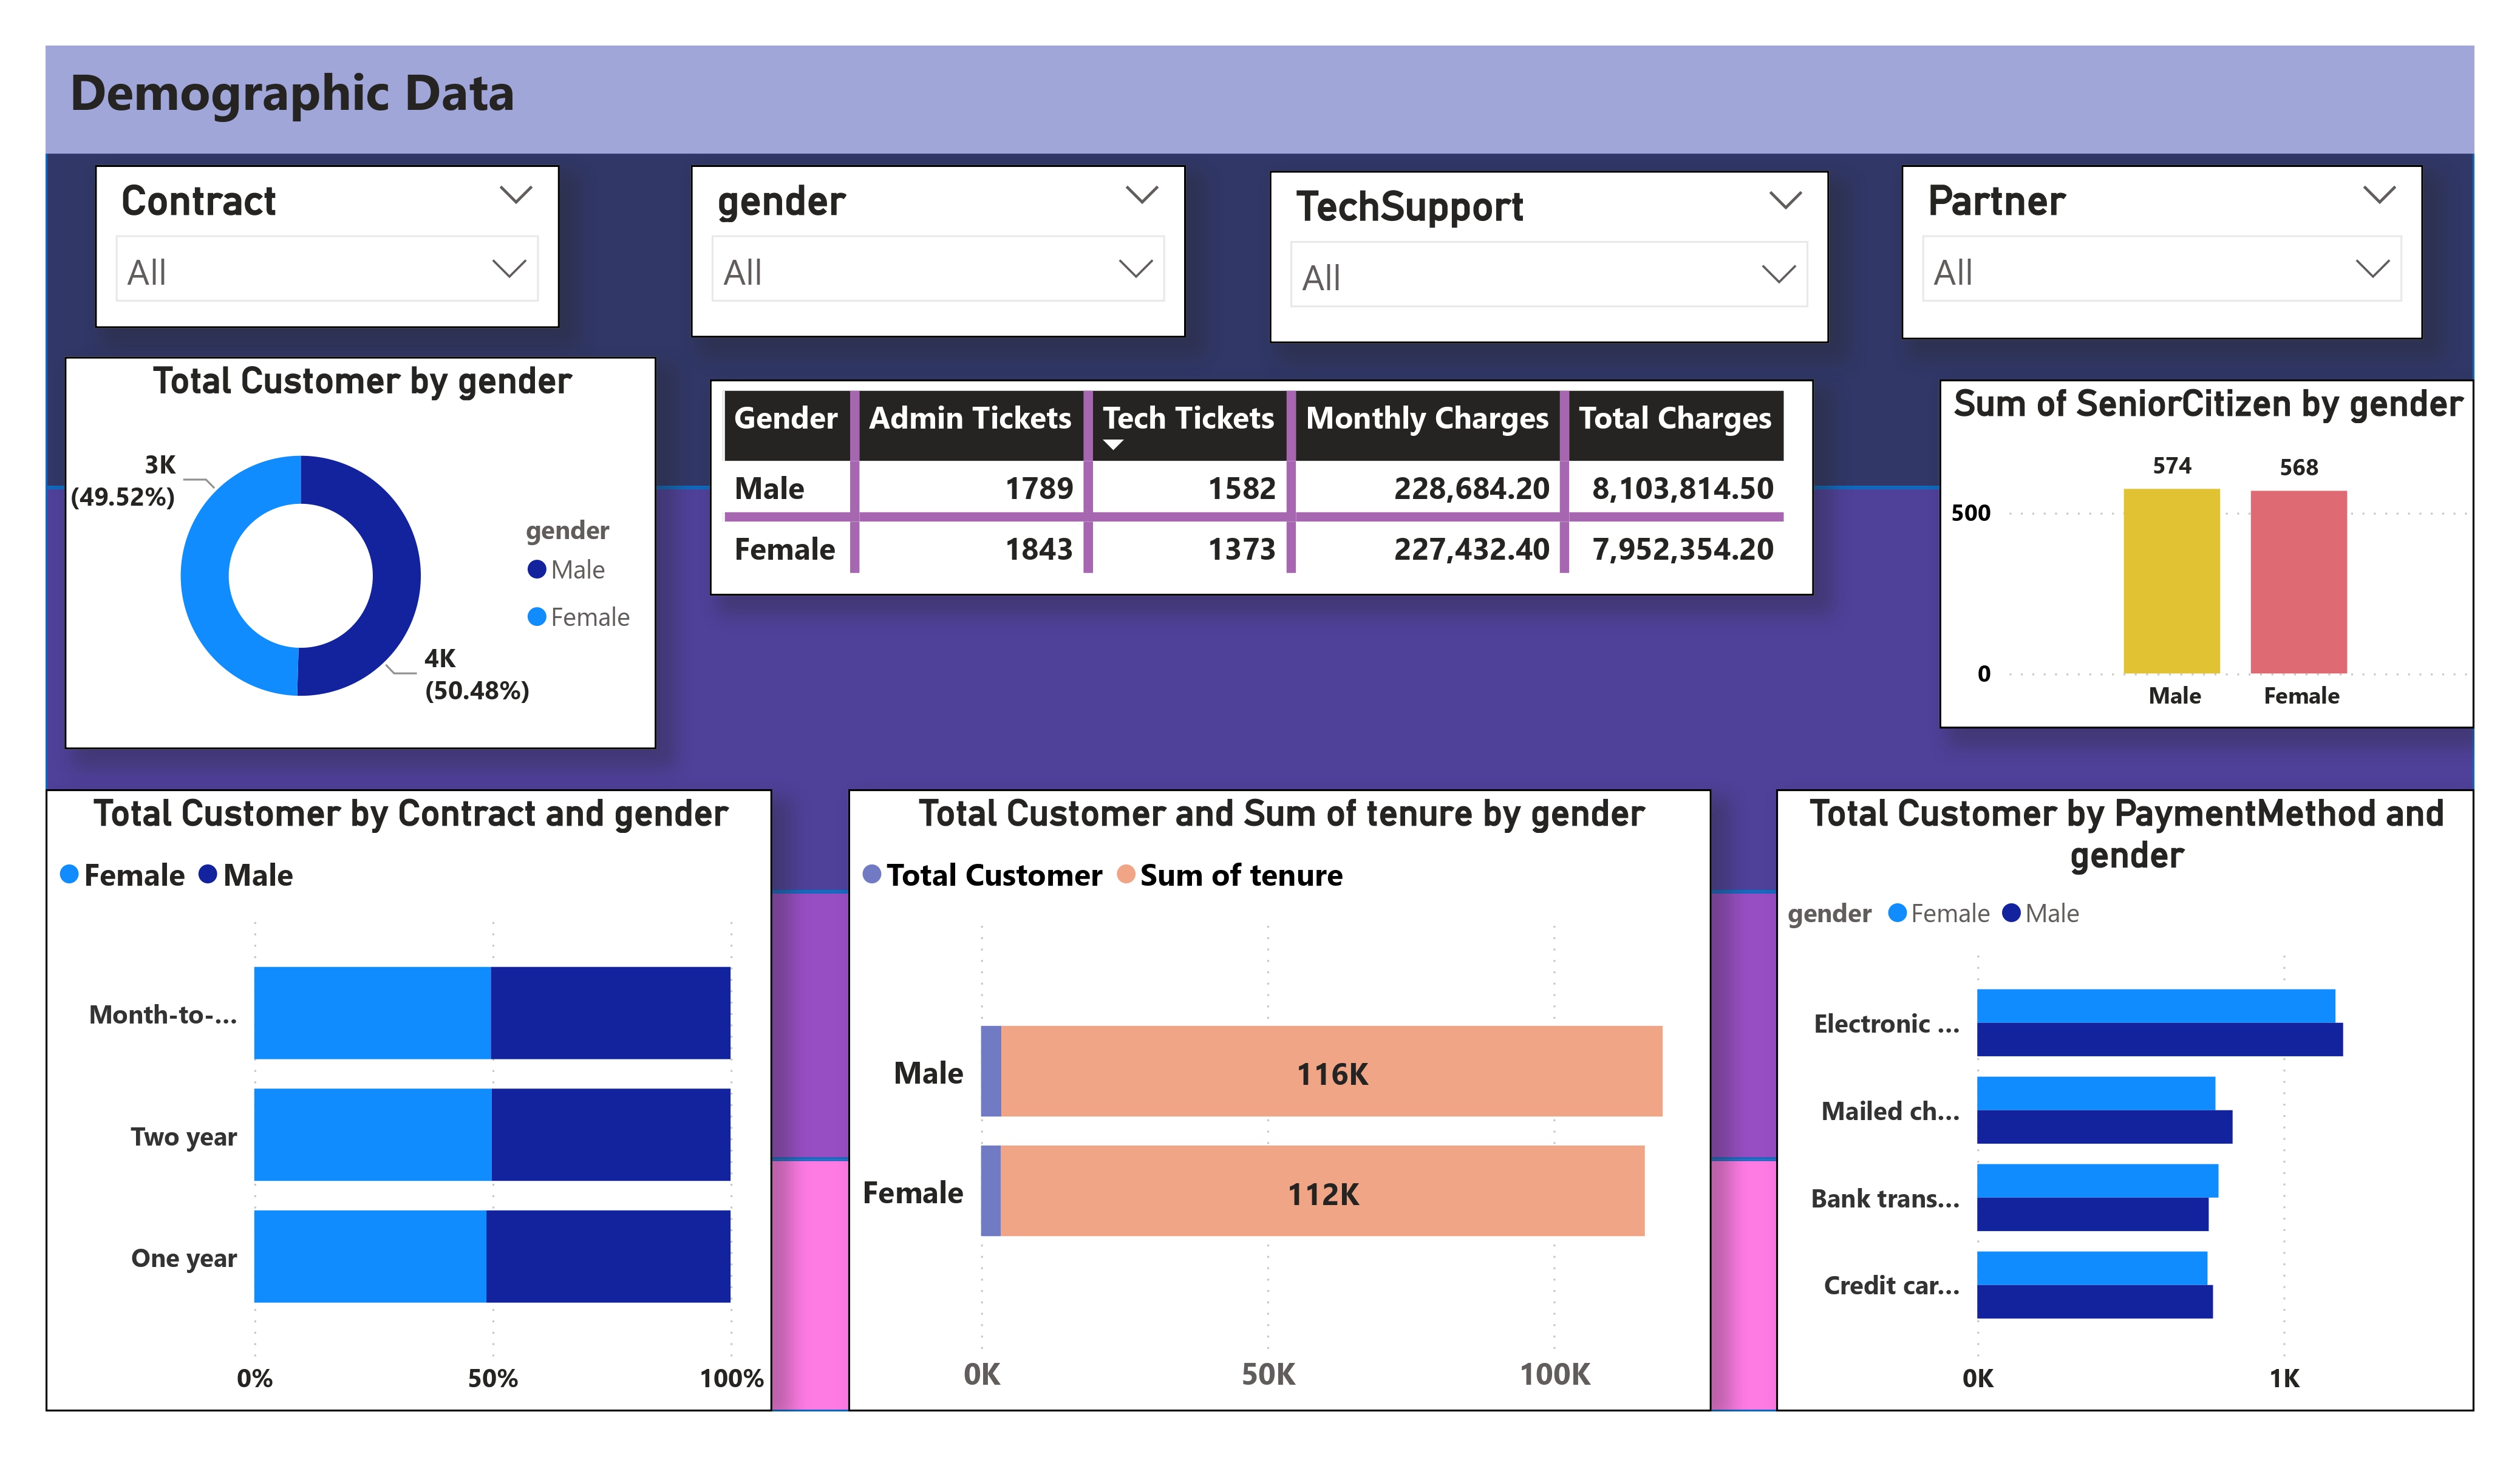 Demographic Data
Contract
All
gender
All
TechSupport
All
Partner
All
Total Customer by gender
3K
(49.52%)
gender
Male
Female
4K
(50.48%)
Gender Admin Tickets Tech Tickets Monthly Charges Total Charges
Male 1789 1582 228,684.20 8,103,814.50
Female 1843 1373 227,432.40 7,952,354.20
Sum of SeniorCitizen by gender
574 568
500
0
Male Female
Total Customer by Contract and gender
Female Male
Month-to-...
Two year
One year
0% 50% 100%
Total Customer and Sum of tenure by gender
Total Customer Sum of tenure
Male 116K
Female 112K
0K 50K 100K
Total Customer by PaymentMethod and
gender
gender Female Male
Electronic ...
Mailed ch...
Bank trans...
Credit car...
0K 1K